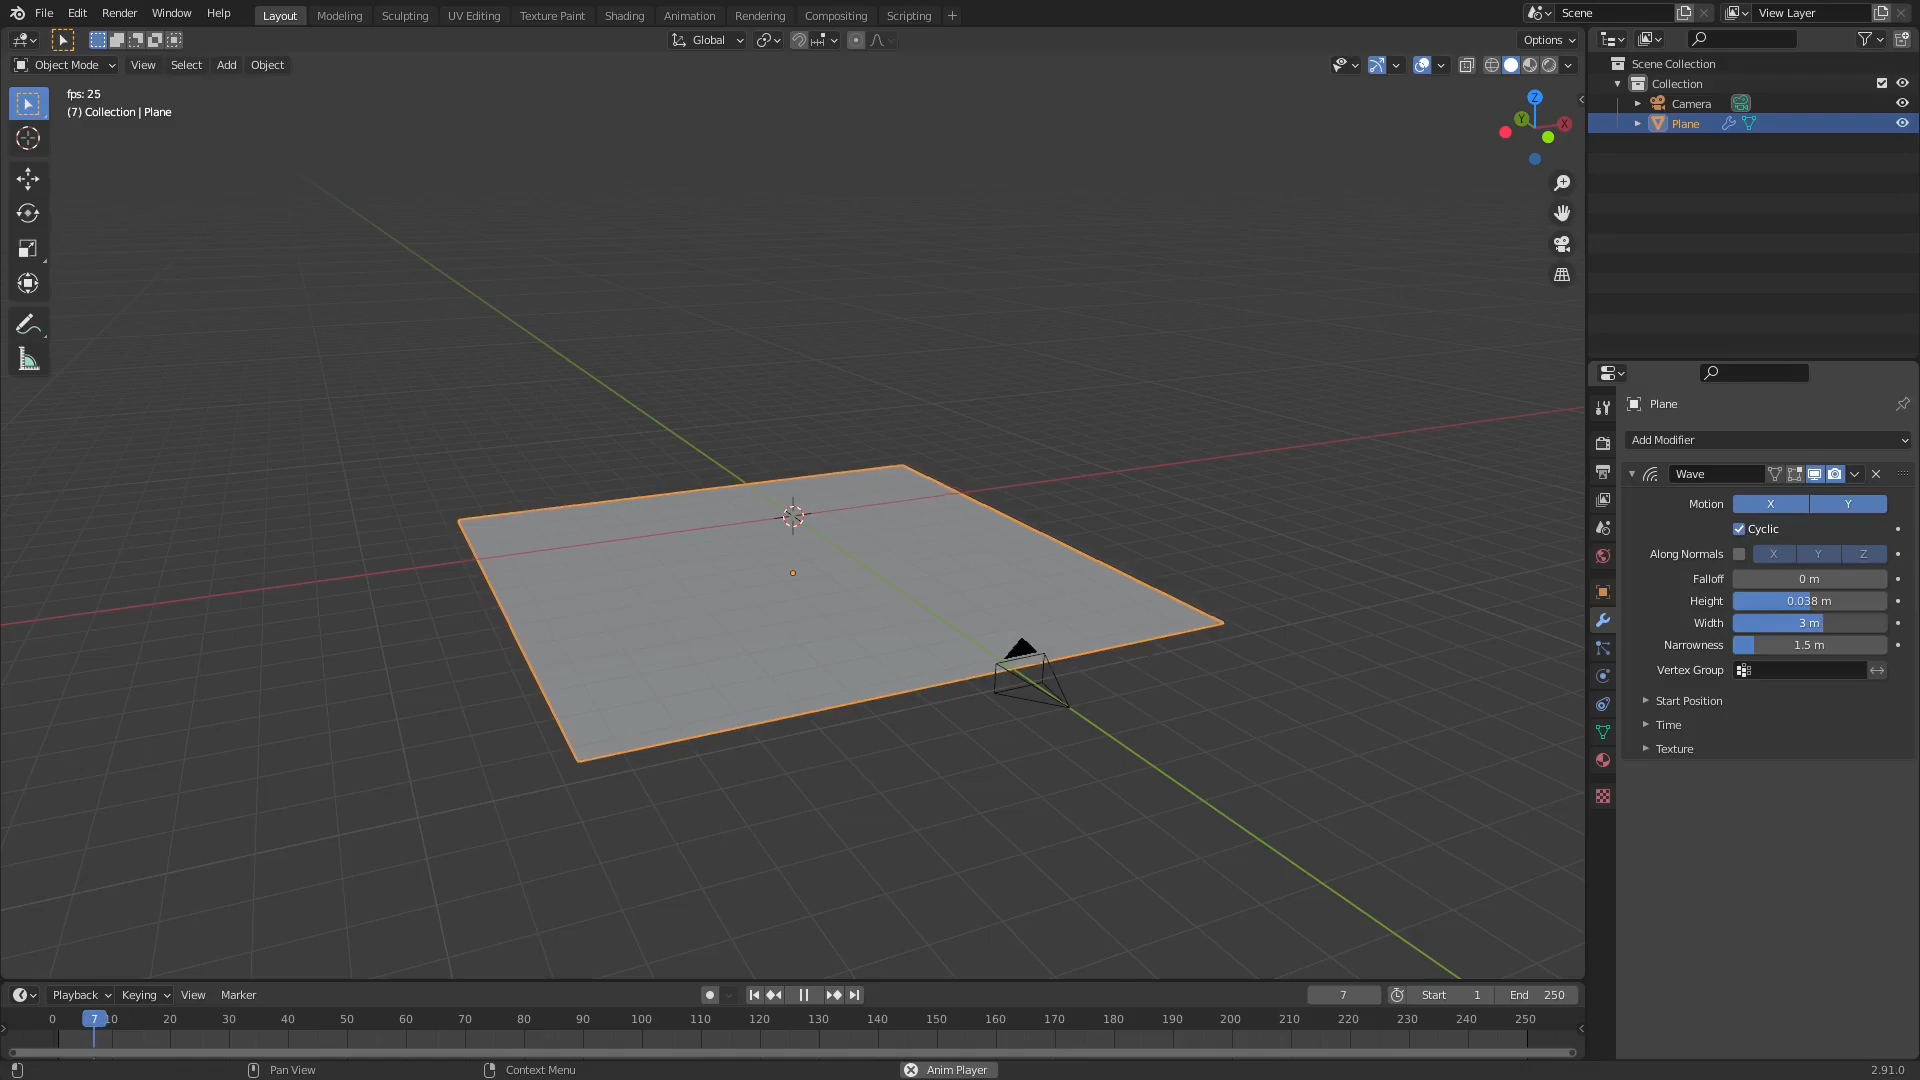 File Edit Render Window Help Layout Modeling Sculpting UV Editing Texture Paint Shading Animation Rendering Compositing Scripting + Scene View Layer
Global Options
Object Mode View Select Add Object
Scene Collection
Collection
Camera
Plane
fps: 25
(7) Collection | Plane
Z
Y
X
Plane
Add Modifier
Wave
Motion X Y
Cyclic
Along Normals X Y Z
Falloff 0 m
Height 0.038 m
Width 3 m
Narrowness 1.5 m
Vertex Group
Start Position
Time
Texture
Playback Keying View Marker 7 Start 1 End 250
0 7 10 20 30 40 50 60 70 80 90 100 110 120 130 140 150 160 170 180 190 200 210 220 230 240 250
Pan View Context Menu Anim Player 2.91.0